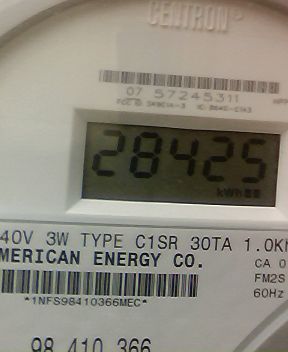 CENTRON®
07 57245311
28425
kWh
40V 3W TYPE C1SR 30TA 1.0K
MERICAN ENERGY CO.
CA 0
FM2S
60Hz
*1NFS98410366MEC*
98 410 366